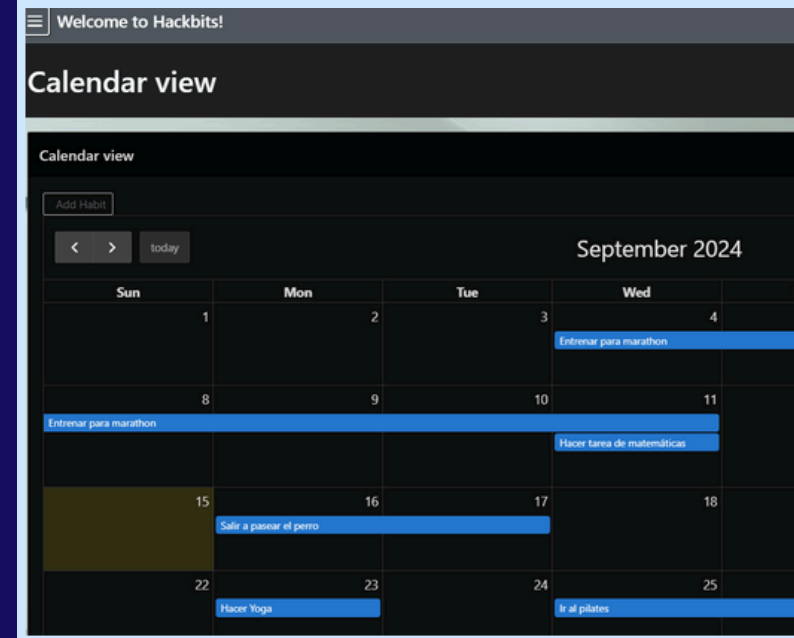 Welcome to Hackbits!
Calendar view
Calendar view
Add Habit
today
September 2024
Sun Mon Tue Wed
1 2 3 4
Entrenar para marathon
8 9 10 11
Entrenar para marathon
Hacer tarea de matemáticas
15 16 17 18
Salir a pasear el perro
22 23 24 25
Hacer Yoga Ir al pilates